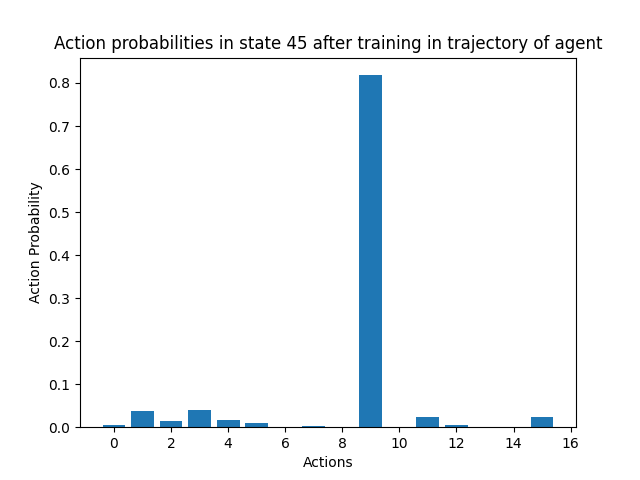 Action probabilities in state 45 after training in trajectory of agent
0.8
0.7
0.6
0.5
0.4
0.3
0.2
0.1
0.0
Action Probability
0 2 4 6 8 10 12 14 16
Actions